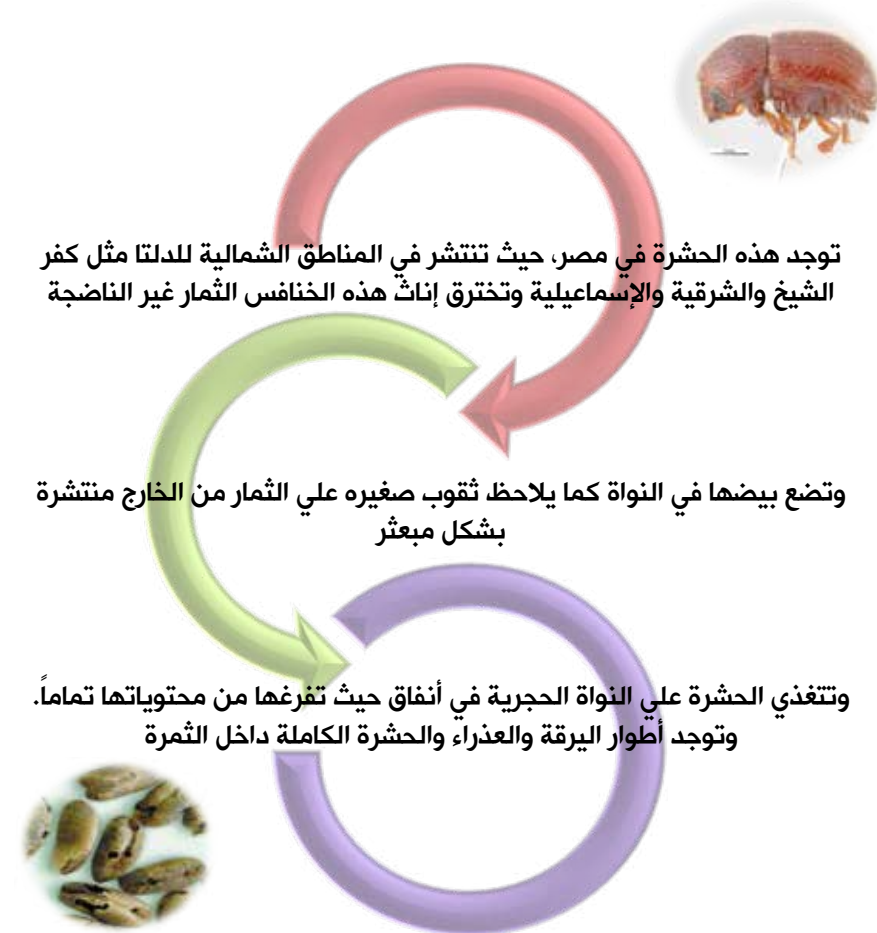 توجد هذه الحشرة في مصر، حيث تنتشر في المناطق الشمالية للدلتا مثل كفر
الشيخ والشرقية والإسماعيلية وتخترق إناث هذه الخنافس الثمار غير الناضجة
وتضع بيضها في النواة كما يلاحظ ثقوب صغيره علي الثمار من الخارج منتشرة
بشكل مبعثر
وتتغذي الحشرة علي النواة الحجرية في أنفاق حيث تفرغها من محتوياتها تماماً.
وتوجد أطوار اليرقة والعذراء والحشرة الكاملة داخل الثمرة